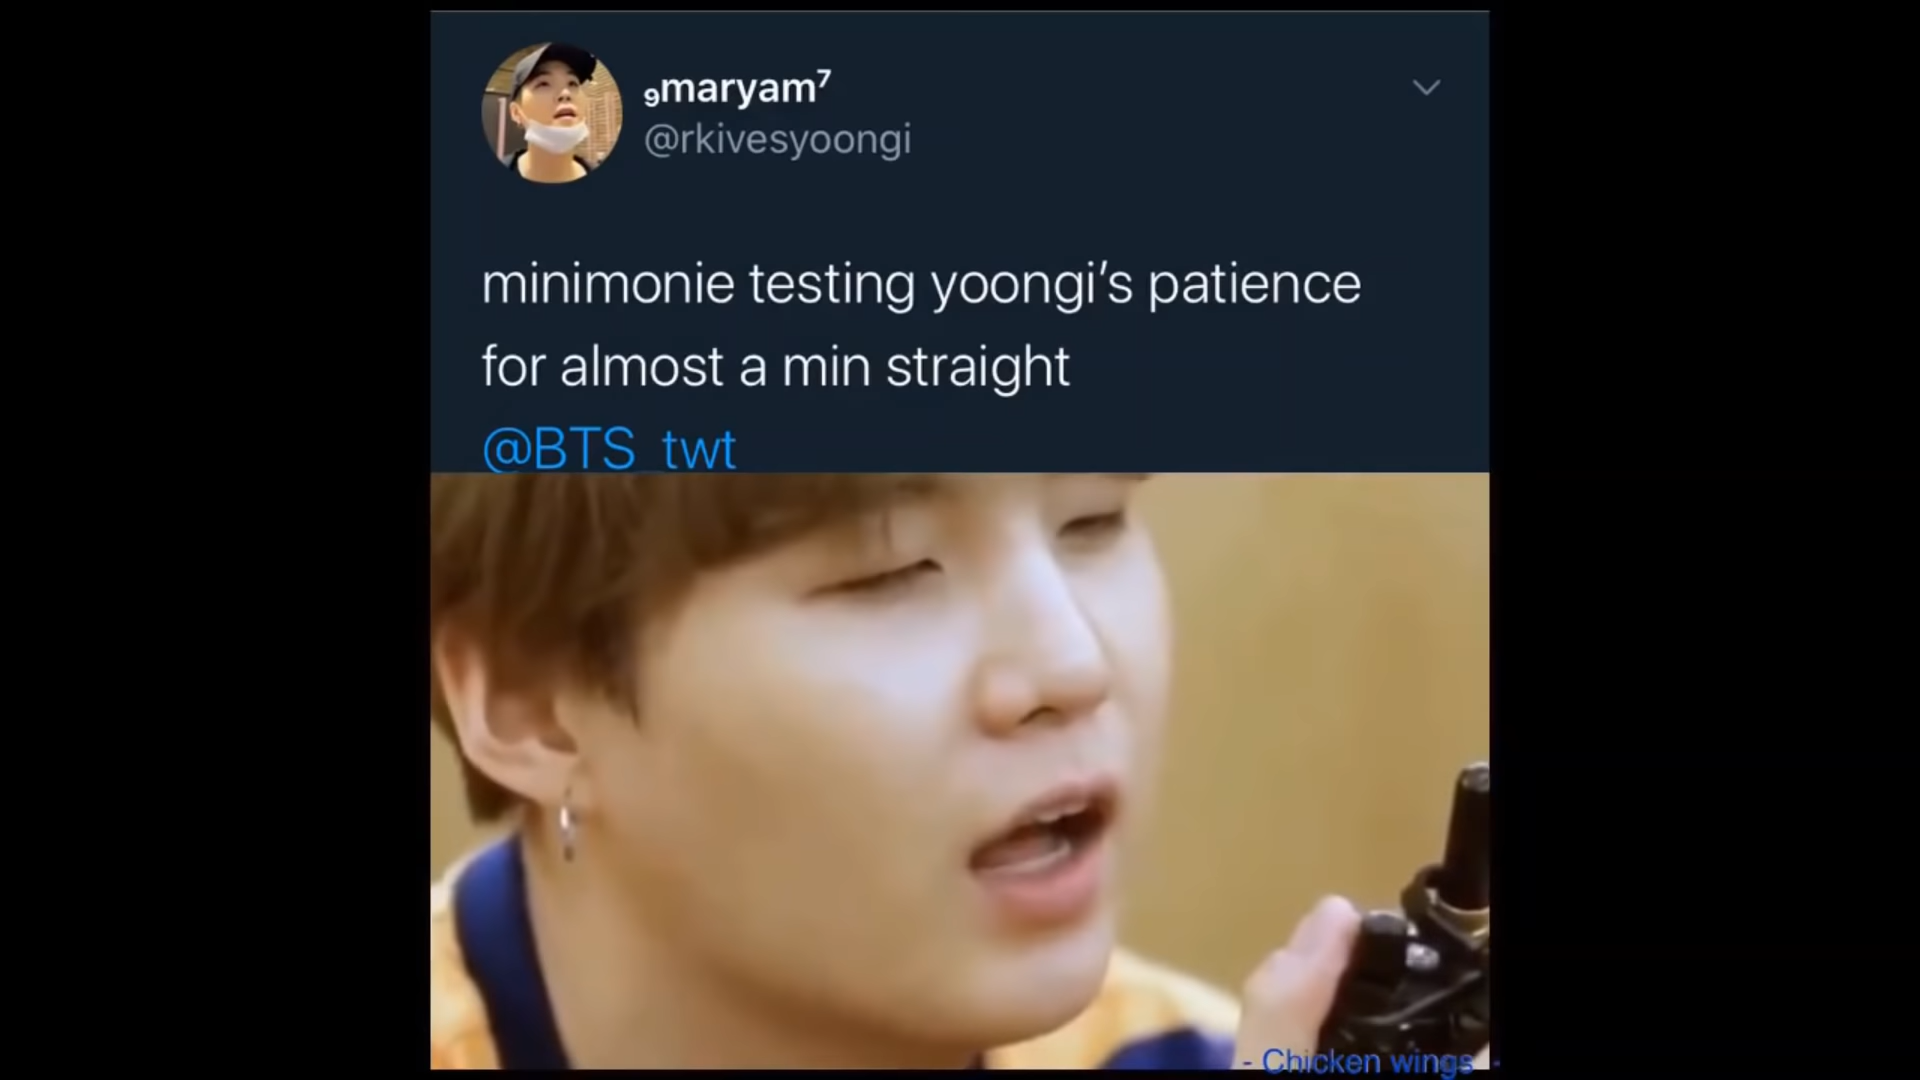 ₉maryam⁷
@rkivesyoongi
minimonie testing yoongi’s patience
for almost a min straight
@BTS_twt
- Chicken wings -